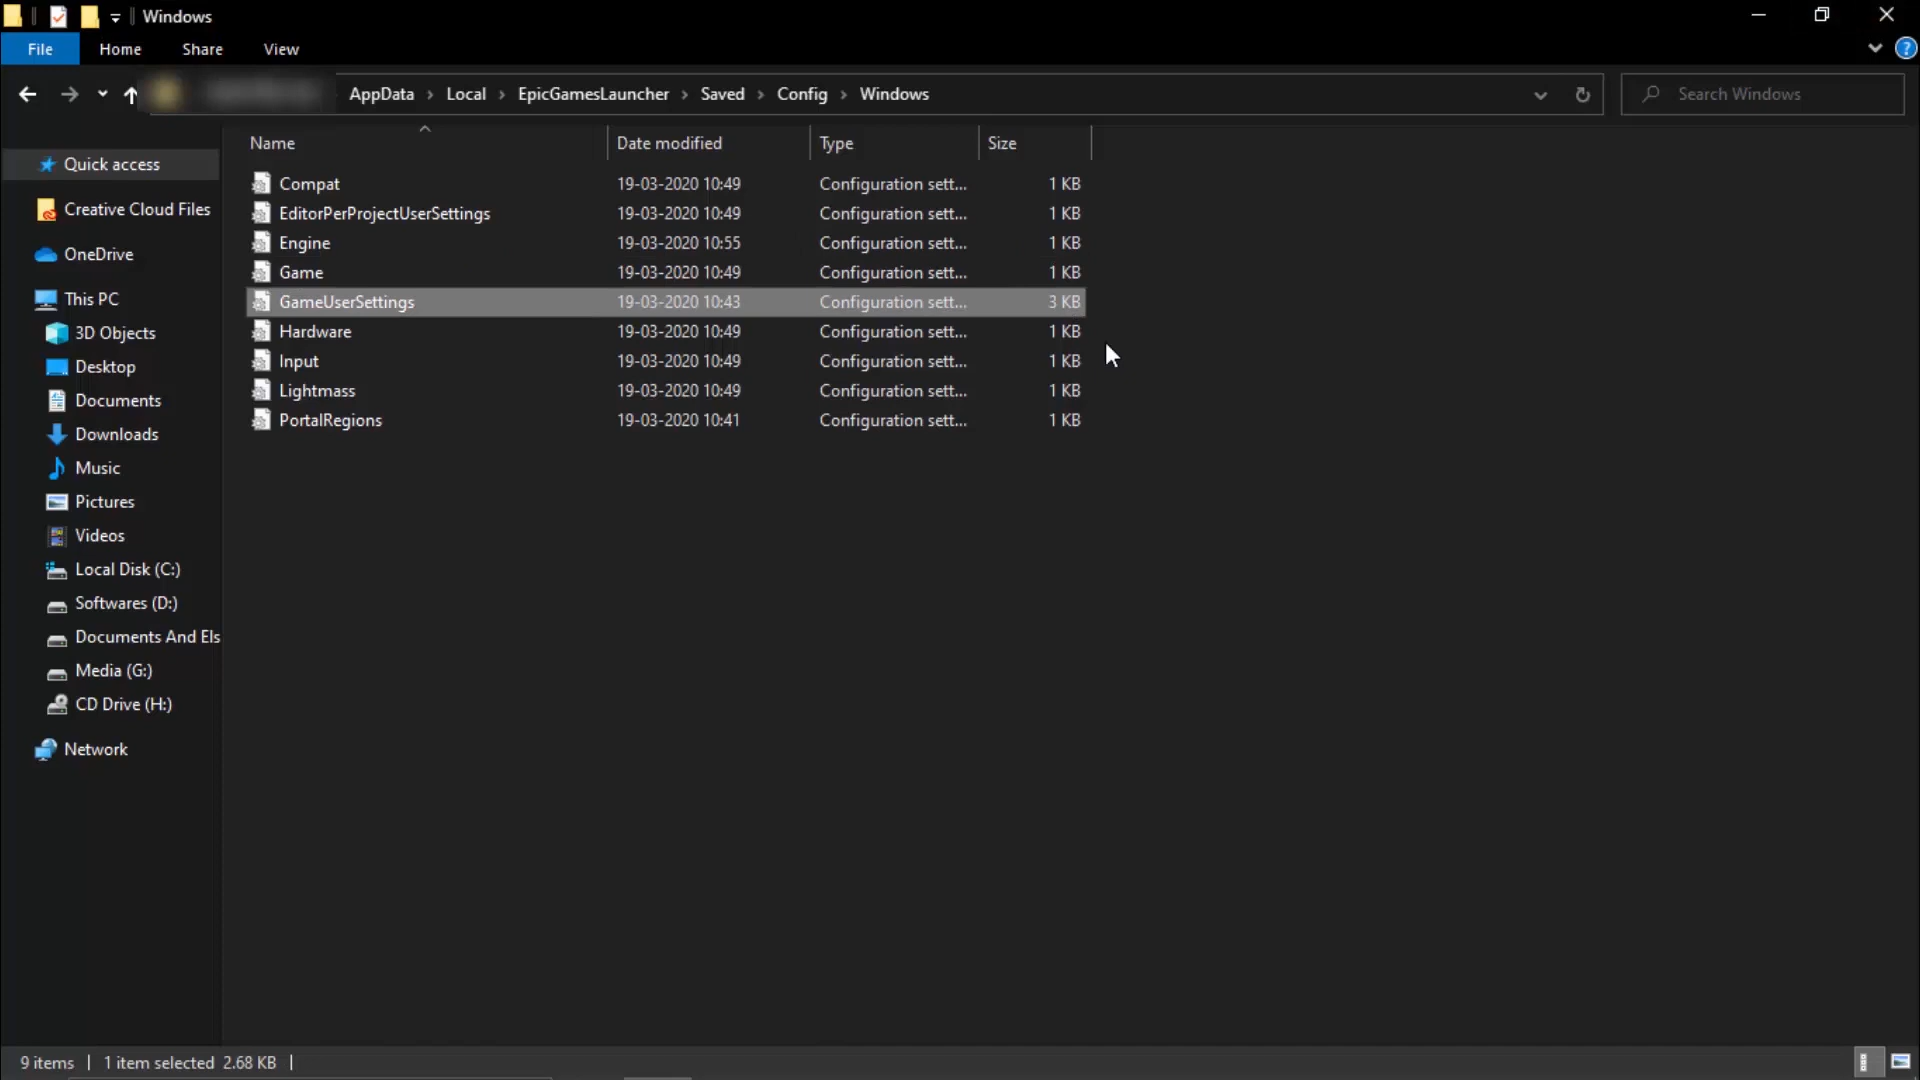 Windows
File Home Share View
AppData > Local > EpicGamesLauncher > Saved > Config > Windows
Search Windows
Name Date modified Type Size
Quick access
Creative Cloud Files
OneDrive
This PC
3D Objects
Desktop
Documents
Downloads
Music
Pictures
Videos
Local Disk (C:)
Softwares (D:)
Documents And Els
Media (G:)
CD Drive (H:)
Network
Compat 19-03-2020 10:49 Configuration sett... 1 KB
EditorPerProjectUserSettings 19-03-2020 10:49 Configuration sett... 1 KB
Engine 19-03-2020 10:55 Configuration sett... 1 KB
Game 19-03-2020 10:49 Configuration sett... 1 KB
GameUserSettings 19-03-2020 10:43 Configuration sett... 3 KB
Hardware 19-03-2020 10:49 Configuration sett... 1 KB
Input 19-03-2020 10:49 Configuration sett... 1 KB
Lightmass 19-03-2020 10:49 Configuration sett... 1 KB
PortalRegions 19-03-2020 10:41 Configuration sett... 1 KB
9 items | 1 item selected 2.68 KB |